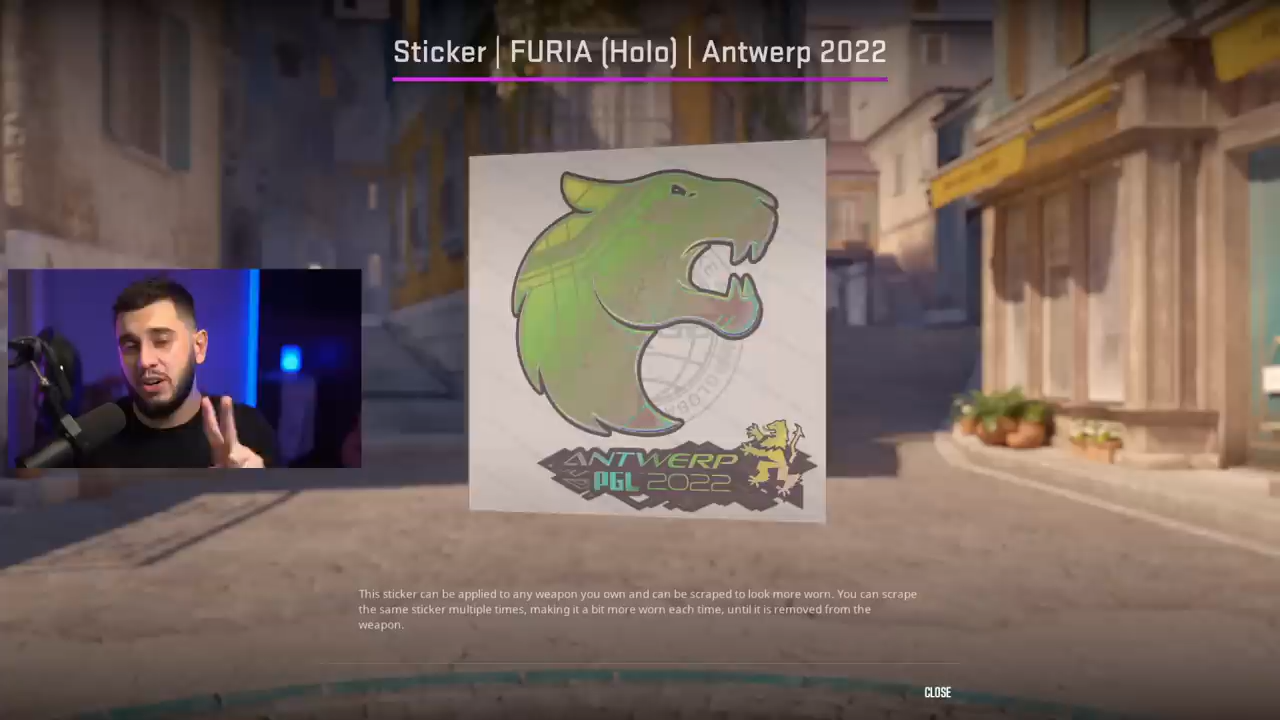 Sticker | FURIA (Holo) | Antwerp 2022
ANTWERP
PGL 2022
This sticker can be applied to any weapon you own and can be scraped to look more worn. You can scrape
the same sticker multiple times, making it a bit more worn each time, until it is removed from the
weapon.
CLOSE